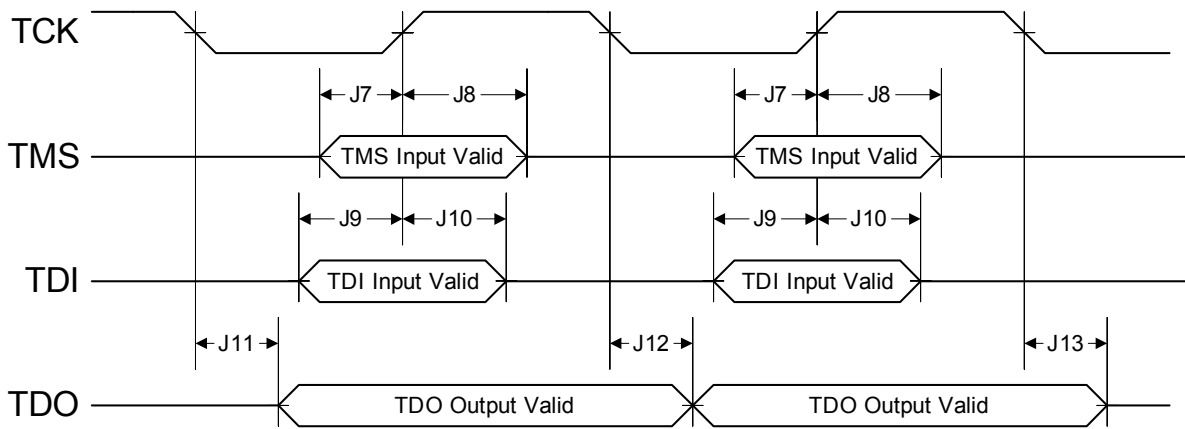 TCK
J7 J8 J7 J8
TMS TMS Input Valid TMS Input Valid
J9 J10 J9 J10
TDI TDI Input Valid TDI Input Valid
J11 J12 J13
TDO TDO Output Valid TDO Output Valid